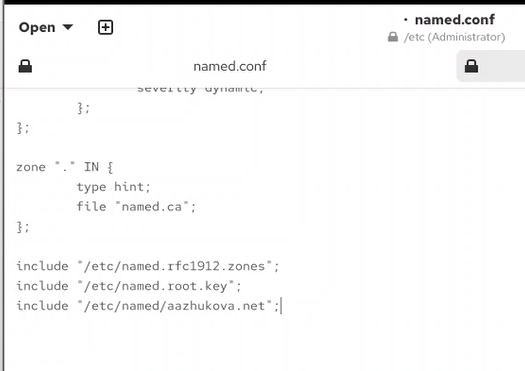 Open
· named.conf
/etc (Administrator)
named.conf
severity dynamic;
};
};
zone "." IN {
type hint;
file "named.ca";
};
include "/etc/named.rfc1912.zones";
include "/etc/named.root.key";
include "/etc/named/aazhukova.net";